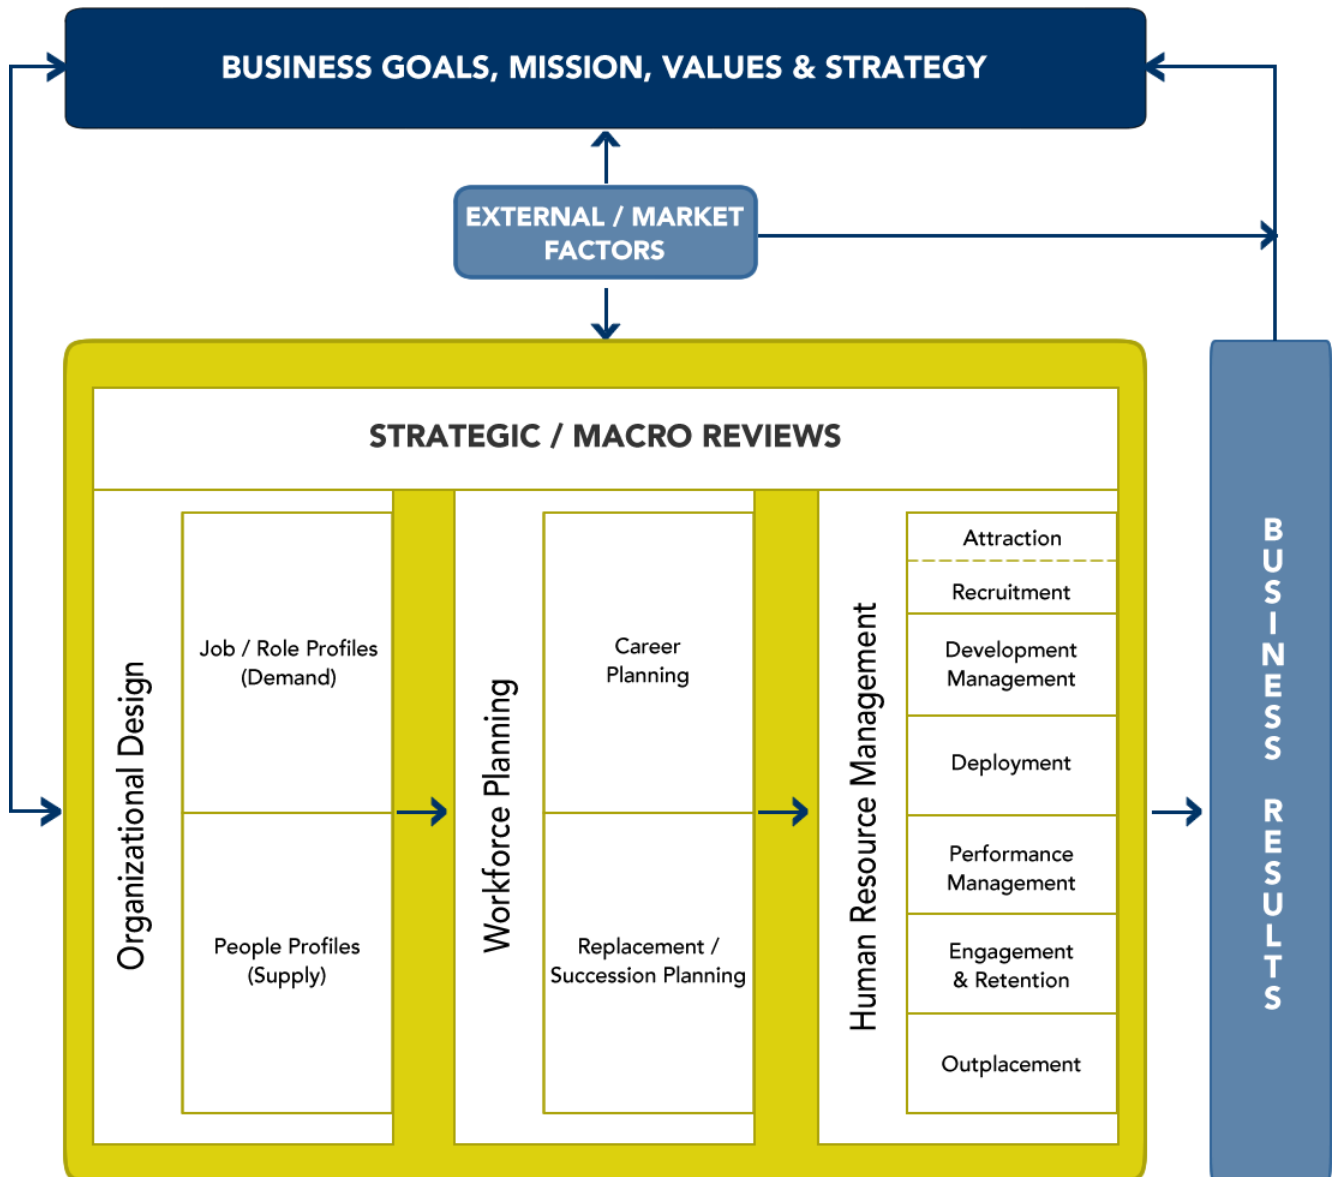 BUSINESS GOALS, MISSION, VALUES & STRATEGY
EXTERNAL / MARKET
FACTORS
STRATEGIC / MACRO REVIEWS
Organizational Design
Job / Role Profiles
(Demand)
People Profiles
(Supply)
Workforce Planning
Career
Planning
Replacement /
Succession Planning
Human Resource Management
Attraction
Recruitment
Development
Management
Deployment
Performance
Management
Engagement
& Retention
Outplacement
BUSINESS RESULTS